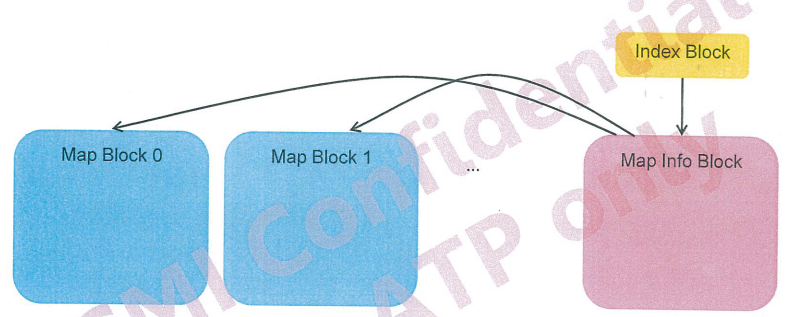 Index Block
Map Block 0
Map Block 1
...
Map Info Block
SMI Confidential
ATP only